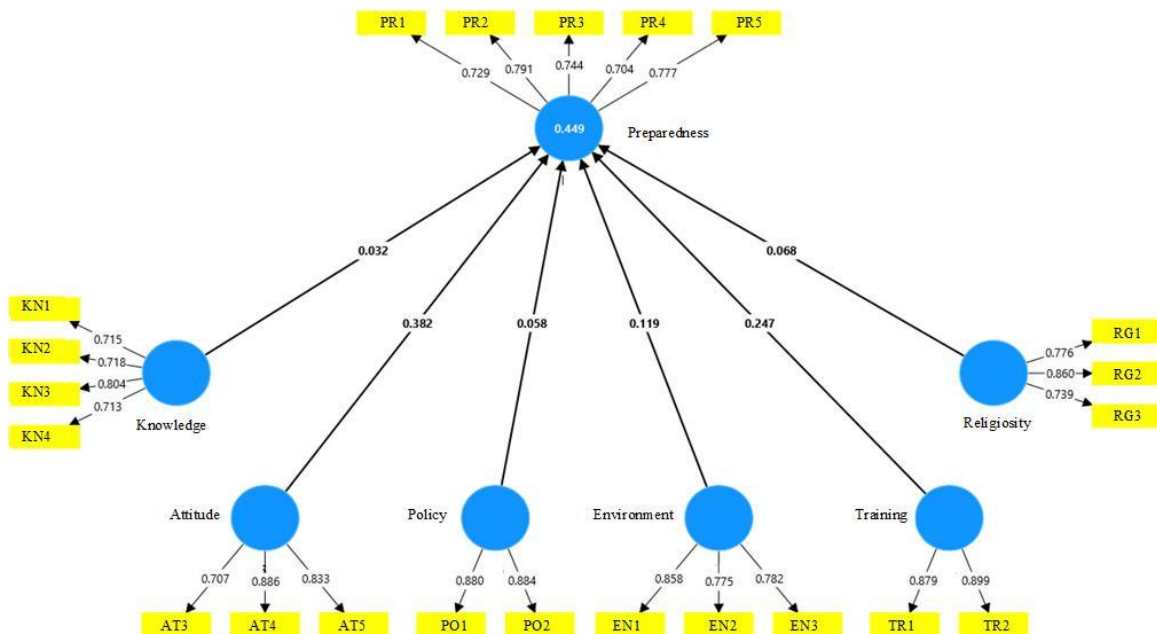 PR1 PR2 PR3 PR4 PR5
0.729 0.791 0.744 0.704 0.777
0.449
Preparedness
0.032 0.068
0.382 0.058 0.119 0.247
KN1
0.715
KN2
0.718
KN3
0.804
KN4
0.713
Knowledge
RG1
0.776
RG2
0.860
RG3
0.739
Religiosity
Attitude Policy Environment Training
0.707 0.886 0.833 0.880 0.884 0.858 0.775 0.782 0.879 0.899
AT3 AT4 AT5 PO1 PO2 EN1 EN2 EN3 TR1 TR2